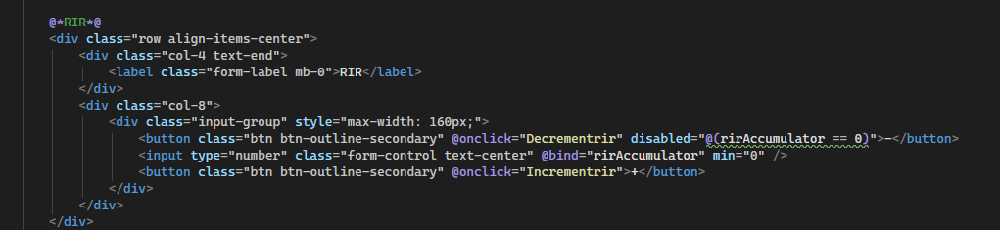 @*RIR*@
<div class="row align-items-center">
<div class="col-4 text-end">
<label class="form-label mb-0">RIR</label>
</div>
<div class="col-8">
<div class="input-group" style="max-width: 160px;">
<button class="btn btn-outline-secondary" @onclick="Decrementrir" disabled="@(rirAccumulator == 0)">−</button>
<input type="number" class="form-control text-center" @bind="rirAccumulator" min="0" />
<button class="btn btn-outline-secondary" @onclick="Incrementrir">+</button>
</div>
</div>
</div>